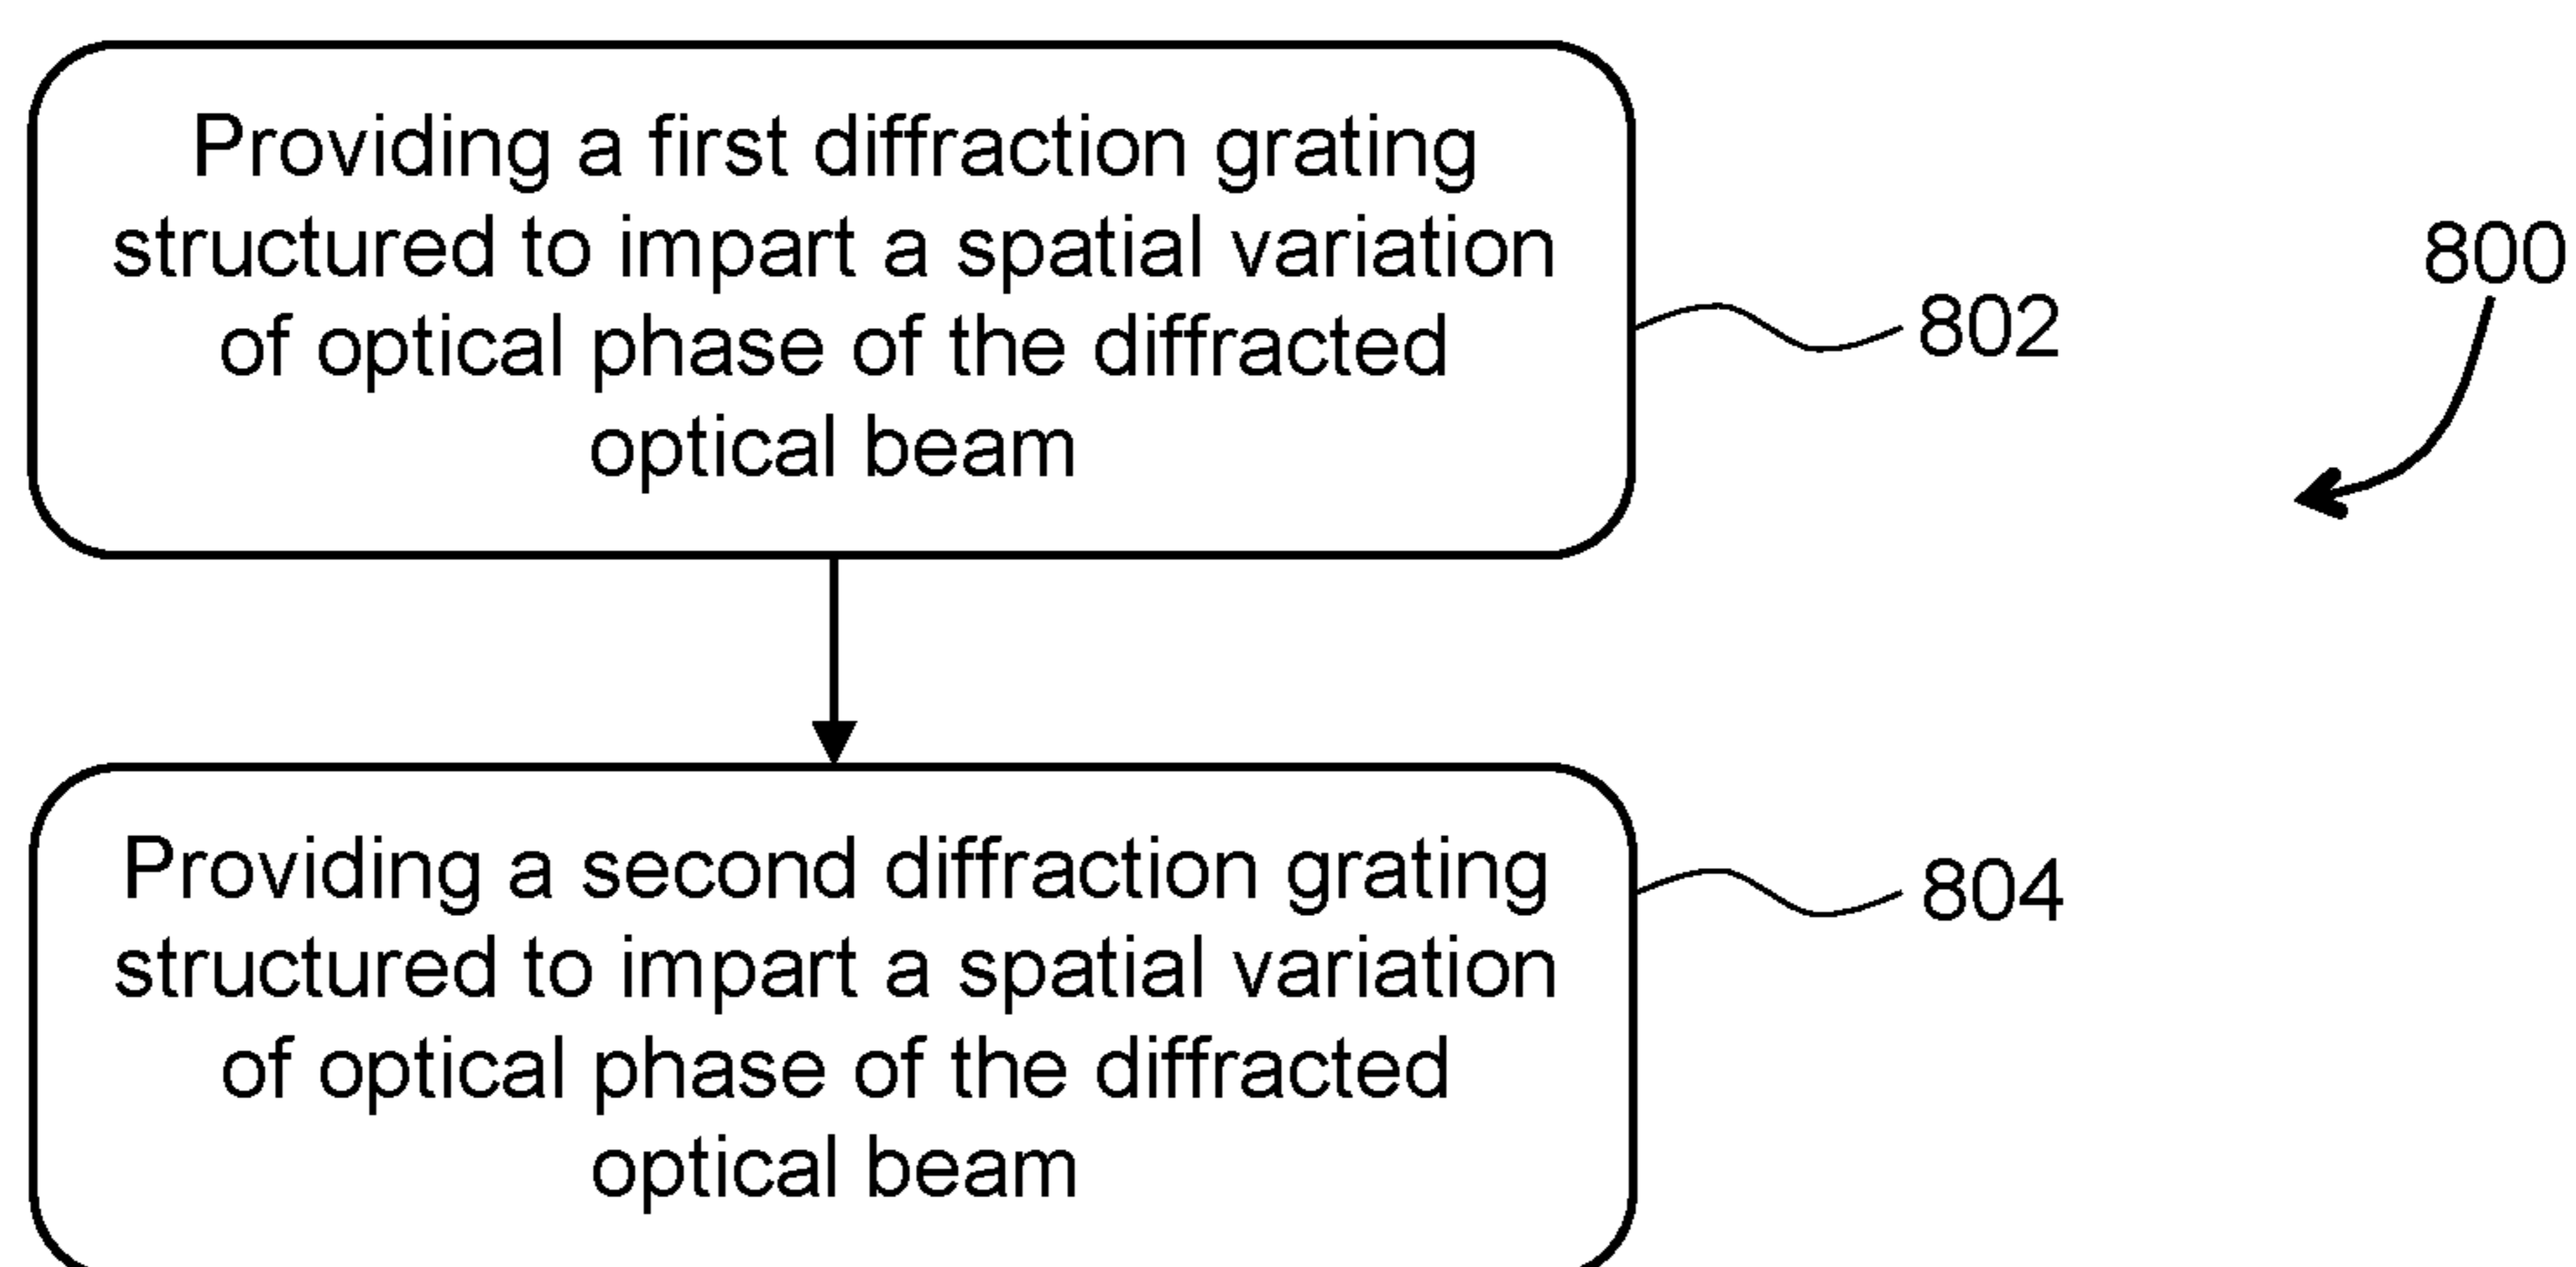 Providing a first diffraction grating
structured to impart a spatial variation
of optical phase of the diffracted
optical beam
800
802
Providing a second diffraction grating
structured to impart a spatial variation
of optical phase of the diffracted
optical beam
804